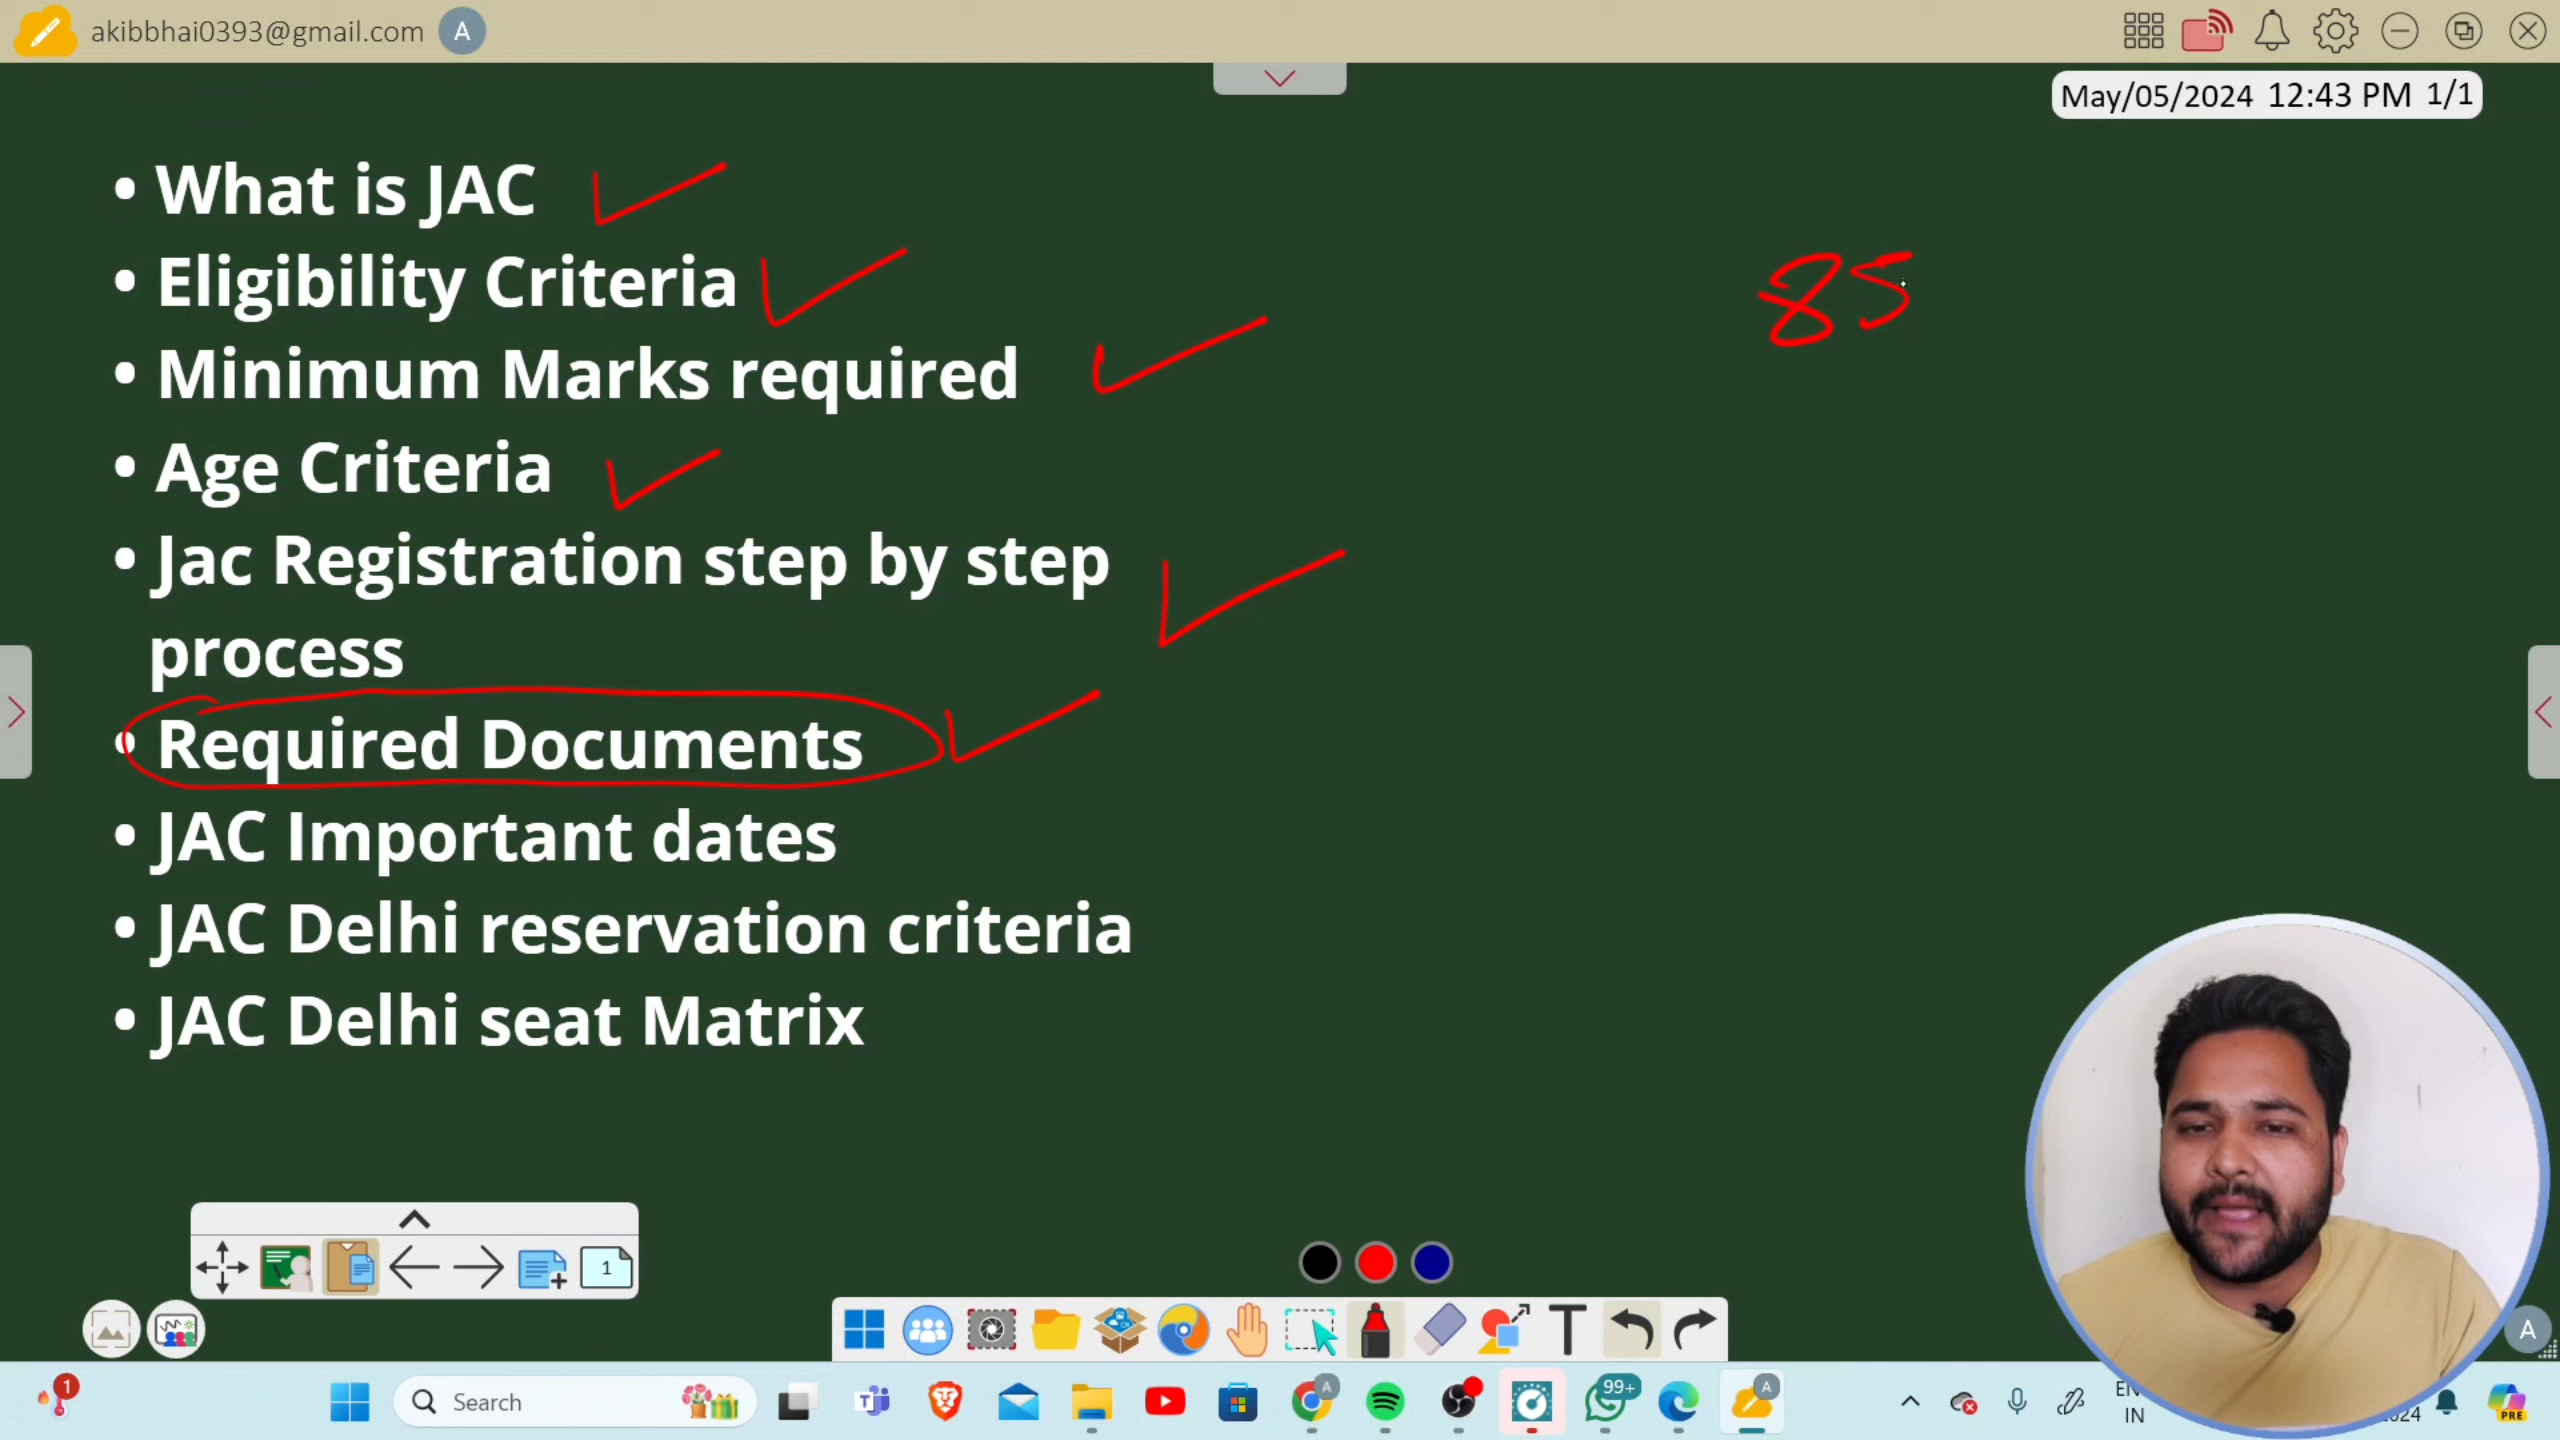 akibbhai0393@gmail.com A
May/05/2024 12:43 PM 1/1
• What is JAC
• Eligibility Criteria
85
• Minimum Marks required
• Age Criteria
• Jac Registration step by step
process
• Required Documents
• JAC Important dates
• JAC Delhi reservation criteria
• JAC Delhi seat Matrix
1
T
A
1
Search
A
99+
A
IN
PRE